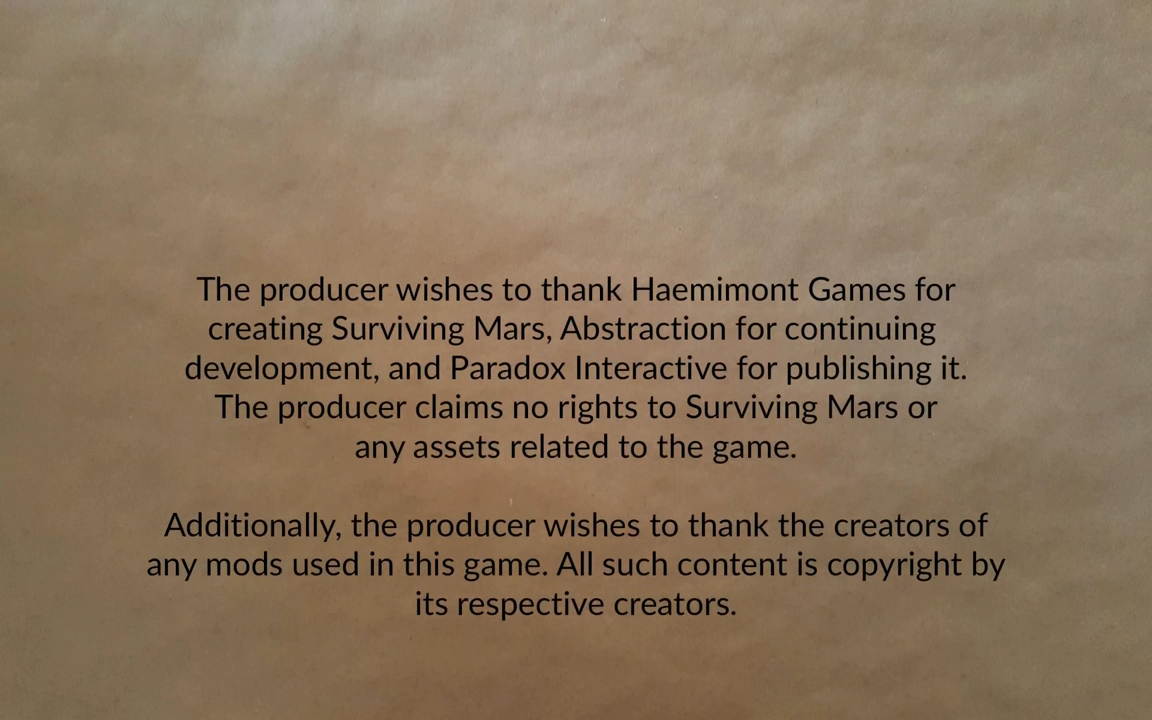 The producer wishes to thank Haemimont Games for
creating Surviving Mars, Abstraction for continuing
development, and Paradox Interactive for publishing it.
The producer claims no rights to Surviving Mars or
any assets related to the game.
Additionally, the producer wishes to thank the creators of
any mods used in this game. All such content is copyright by
its respective creators.